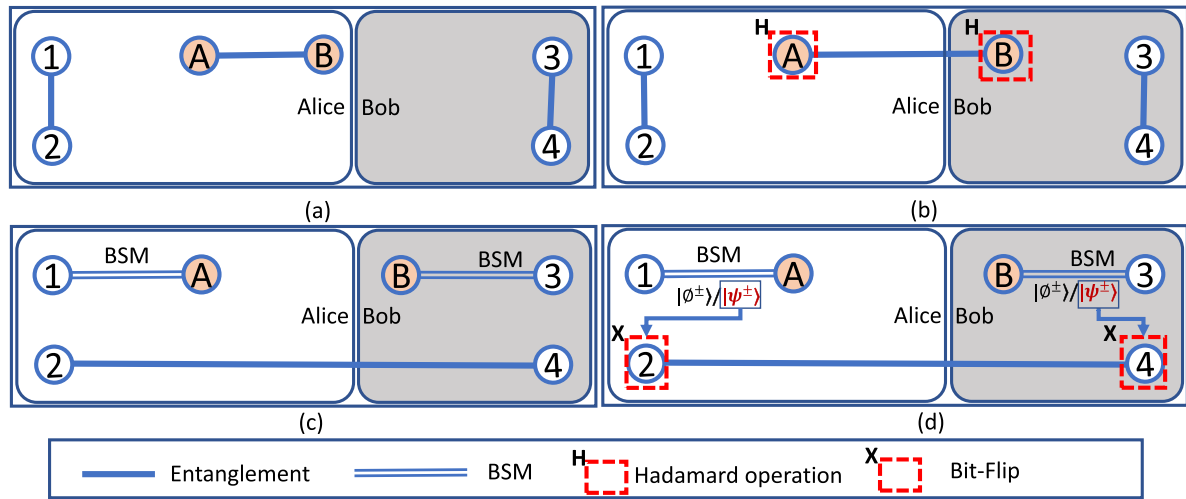 1 A B 3
Alice Bob
2 4
(a)
H H
1 A B 3
Alice Bob
2 4
(b)
1 BSM A B BSM 3
Alice Bob
2 4
(c)
1 BSM A B BSM 3
|∅±⟩/|ψ±⟩ |∅±⟩/|ψ±⟩
Alice Bob
X X
2 4
(d)
Entanglement BSM H Hadamard operation X Bit-Flip